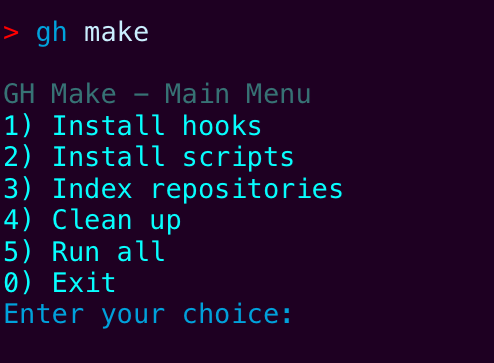 > gh make
GH Make – Main Menu
1) Install hooks
2) Install scripts
3) Index repositories
4) Clean up
5) Run all
0) Exit
Enter your choice: